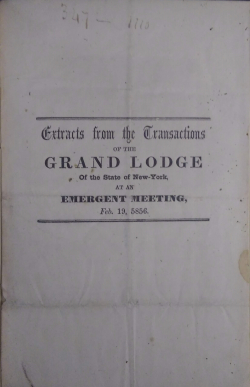 Extracts from the Transactions
OF THE
GRAND LODGE
Of the State of New-York,
AT AN
EMERGENT MEETING,
Feb. 19, 5856.